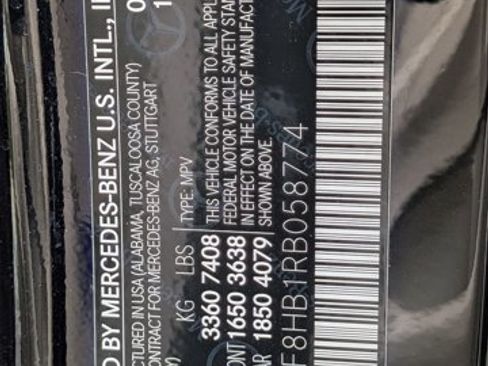 D BY MERCEDES-BENZ U.S. INTL., I
CTURED IN USA (ALABAMA, TUSCALOOSA COUNTY)
CONTRACT FOR MERCEDES-BENZ AG, STUTTGART
Y)
KG LBS TYPE: MPV
3360 7408 THIS VEHICLE CONFORMS TO ALL APPL
ONT 1650 3638 FEDERAL MOTOR VEHICLE SAFETY STAN
AR 1850 4079 IN EFFECT ON THE DATE OF MANUFAC
SHOWN ABOVE.
F8HB1RB058774